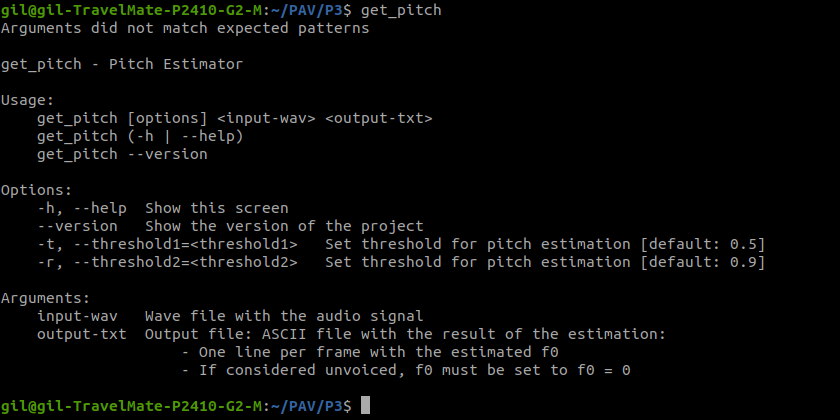 gil@gil-TravelMate-P2410-G2-M:~/PAV/P3$ get_pitch
Arguments did not match expected patterns
get_pitch - Pitch Estimator
Usage:
get_pitch [options] <input-wav> <output-txt>
get_pitch (-h | --help)
get_pitch --version
Options:
-h, --help  Show this screen
--version   Show the version of the project
-t, --threshold1=<threshold1>   Set threshold for pitch estimation [default: 0.5]
-r, --threshold2=<threshold2>   Set threshold for pitch estimation [default: 0.9]
Arguments:
input-wav   Wave file with the audio signal
output-txt  Output file: ASCII file with the result of the estimation:
- One line per frame with the estimated f0
- If considered unvoiced, f0 must be set to f0 = 0
gil@gil-TravelMate-P2410-G2-M:~/PAV/P3$